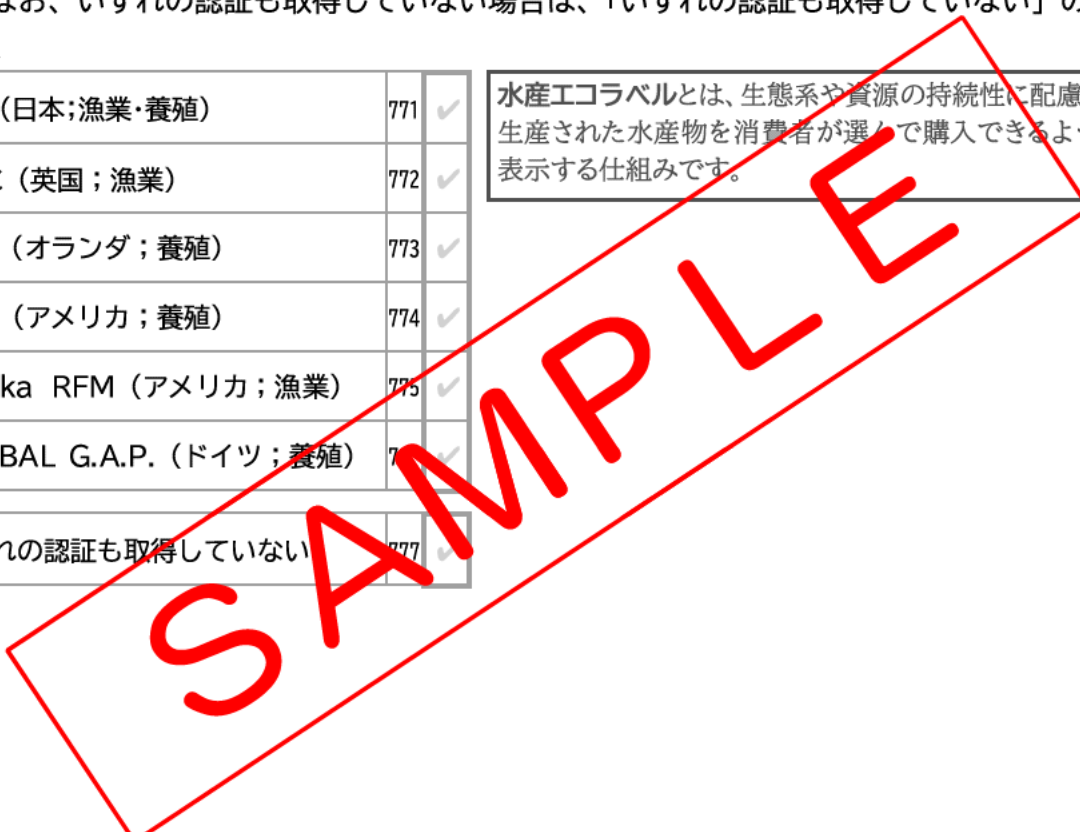 なお、いずれの認証も取得していない場合は、「いずれの認証も取得していない」の
（日本；漁業・養殖） 771 ✓
（英国；漁業） 772 ✓
（オランダ；養殖） 773 ✓
（アメリカ；養殖） 774 ✓
ka RFM（アメリカ；漁業） 775 ✓
BAL G.A.P.（ドイツ；養殖） 7 ✓
れの認証も取得していない 777 ✓
水産エコラベルとは、生態系や資源の持続性に配慮
生産された水産物を消費者が選んで購入できるよ
表示する仕組みです。
SAMPLE